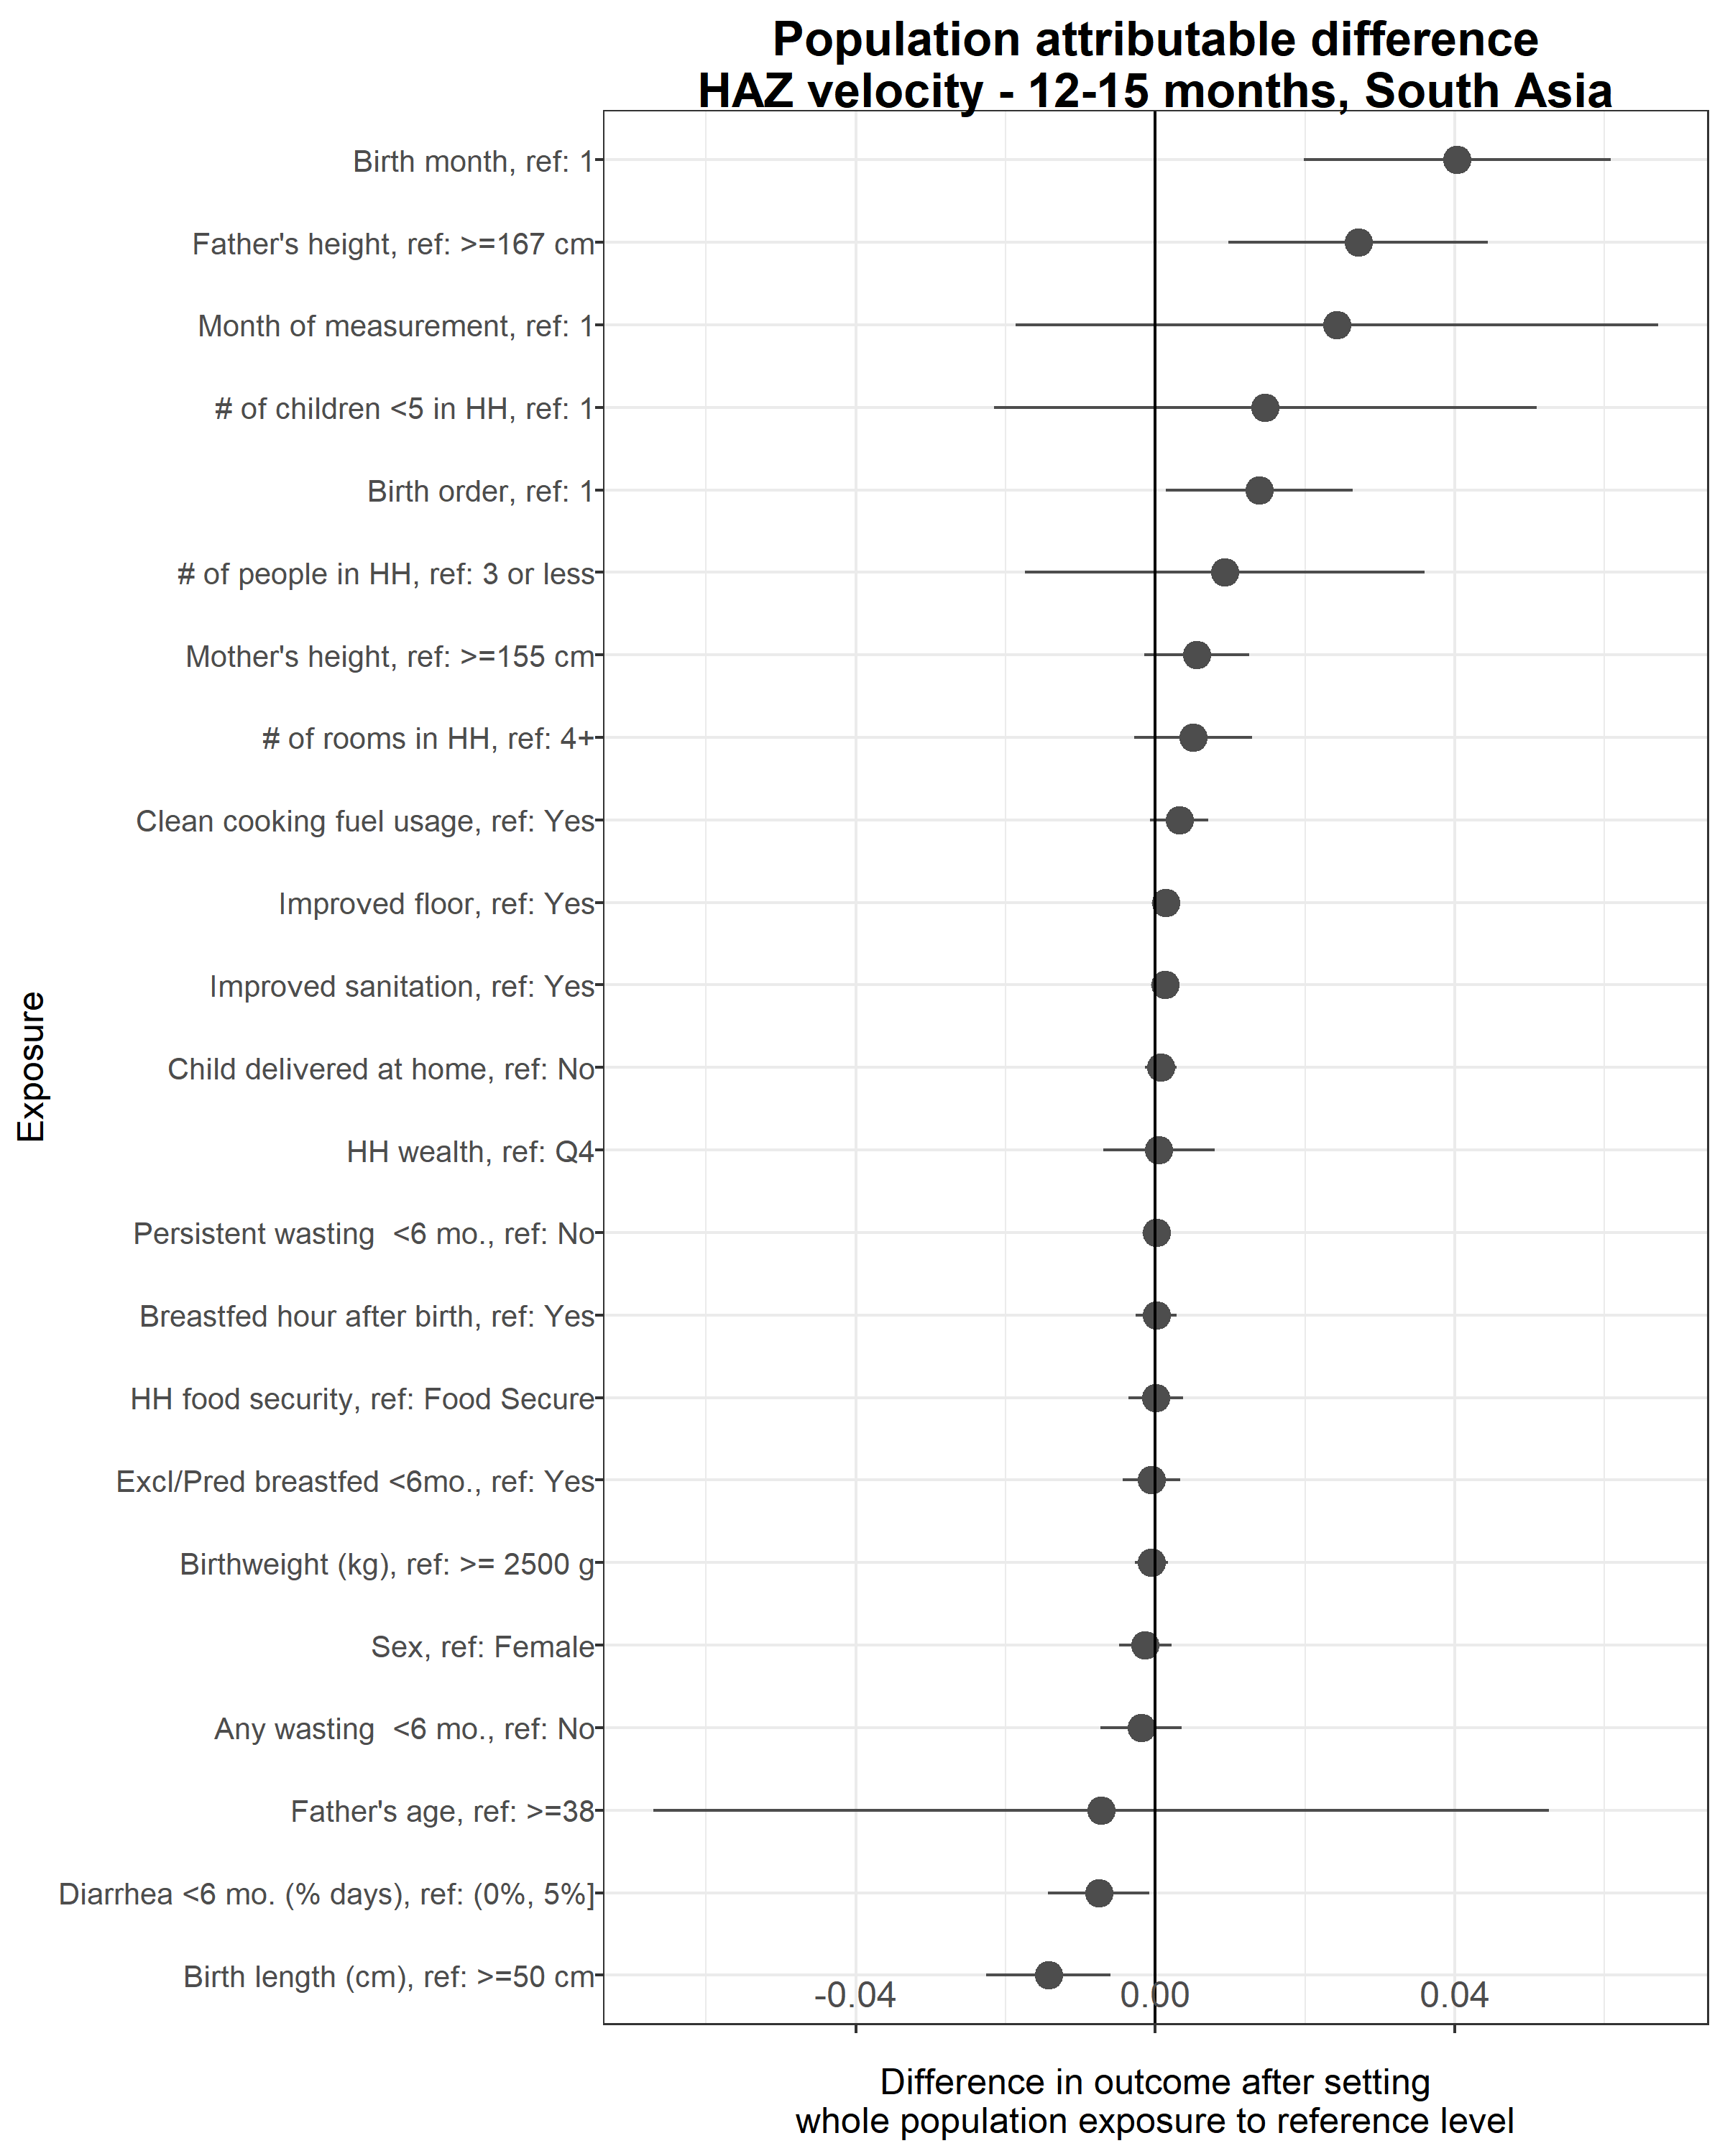 Population attributable difference
HAZ velocity - 12-15 months, South Asia
Birth month, ref: 1
Father's height, ref: >=167 cm
Month of measurement, ref: 1
# of children <5 in HH, ref: 1
Birth order, ref: 1
# of people in HH, ref: 3 or less
Mother's height, ref: >=155 cm
# of rooms in HH, ref: 4+
Clean cooking fuel usage, ref: Yes
Improved floor, ref: Yes
Improved sanitation, ref: Yes
Child delivered at home, ref: No
HH wealth, ref: Q4
Persistent wasting  <6 mo., ref: No
Breastfed hour after birth, ref: Yes
HH food security, ref: Food Secure
Excl/Pred breastfed <6mo., ref: Yes
Birthweight (kg), ref: >= 2500 g
Sex, ref: Female
Any wasting  <6 mo., ref: No
Father's age, ref: >=38
Diarrhea <6 mo. (% days), ref: (0%, 5%]
Birth length (cm), ref: >=50 cm
Exposure
-0.04 0.00 0.04
Difference in outcome after setting
whole population exposure to reference level